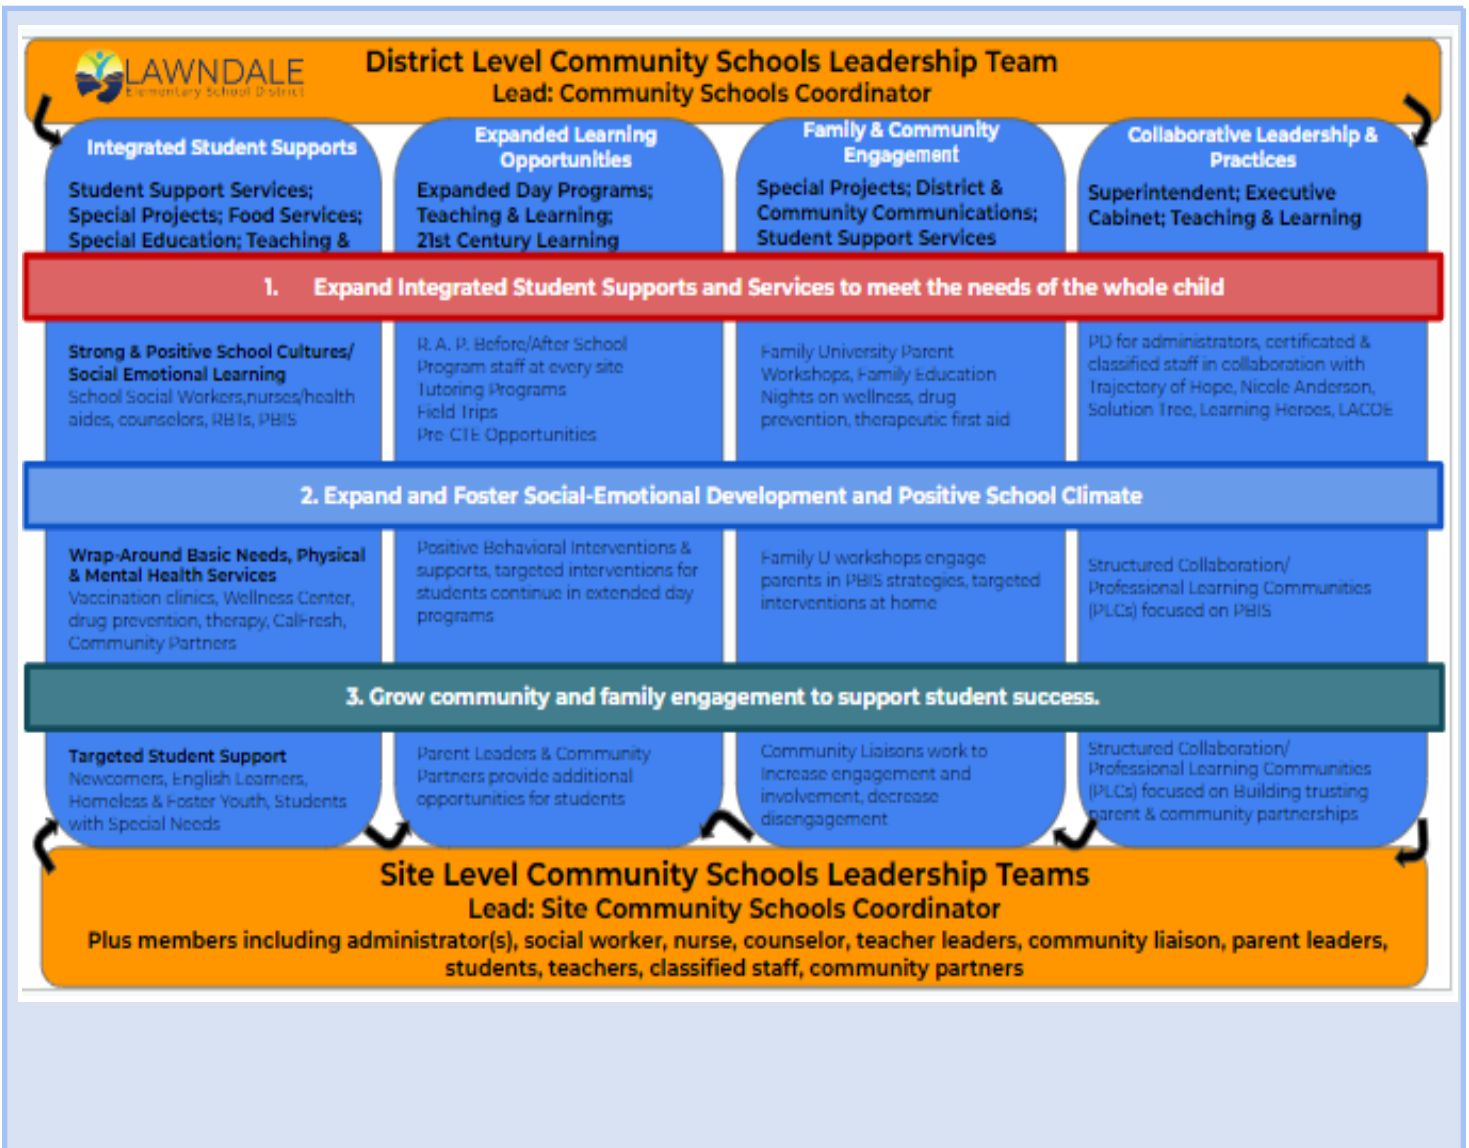 LAWNDALE
Elementary School District
District Level Community Schools Leadership Team
Lead: Community Schools Coordinator
Integrated Student Supports
Student Support Services;
Special Projects; Food Services;
Special Education; Teaching &
Expanded Learning
Opportunities
Expanded Day Programs;
Teaching & Learning;
21st Century Learning
Family & Community
Engagement
Special Projects; District &
Community Communications;
Student Support Services
Collaborative Leadership &
Practices
Superintendent; Executive
Cabinet; Teaching & Learning
1. Expand Integrated Student Supports and Services to meet the needs of the whole child
Strong & Positive School Cultures/
Social Emotional Learning
School Social Workers,nurses/health
aides, counselors, RBTs, PBIS
R. A. P. Before/After School
Program staff at every site
Tutoring Programs
Field Trips
Pre-CTE Opportunities
Family University Parent
Workshops, Family Education
Nights on wellness, drug
prevention, therapeutic first aid
PD for administrators, certificated &
classified staff in collaboration with
Trajectory of Hope, Nicole Anderson,
Solution Tree, Learning Heroes, LACOE
2. Expand and Foster Social-Emotional Development and Positive School Climate
Wrap-Around Basic Needs, Physical
& Mental Health Services
Vaccination clinics, Wellness Center,
drug prevention, therapy, CalFresh,
Community Partners
Positive Behavioral Interventions &
supports, targeted interventions for
students continue in extended day
programs
Family U workshops engage
parents in PBIS strategies, targeted
interventions at home
Structured Collaboration/
Professional Learning Communities
(PLCs) focused on PBIS
3. Grow community and family engagement to support student success.
Targeted Student Support
Newcomers, English Learners,
Homeless & Foster Youth, Students
with Special Needs
Parent Leaders & Community
Partners provide additional
opportunities for students
Community Liaisons work to
Increase engagement and
involvement, decrease
disengagement
Structured Collaboration/
Professional Learning Communities
(PLCs) focused on Building trusting
parent & community partnerships
Site Level Community Schools Leadership Teams
Lead: Site Community Schools Coordinator
Plus members including administrator(s), social worker, nurse, counselor, teacher leaders, community liaison, parent leaders,
students, teachers, classified staff, community partners